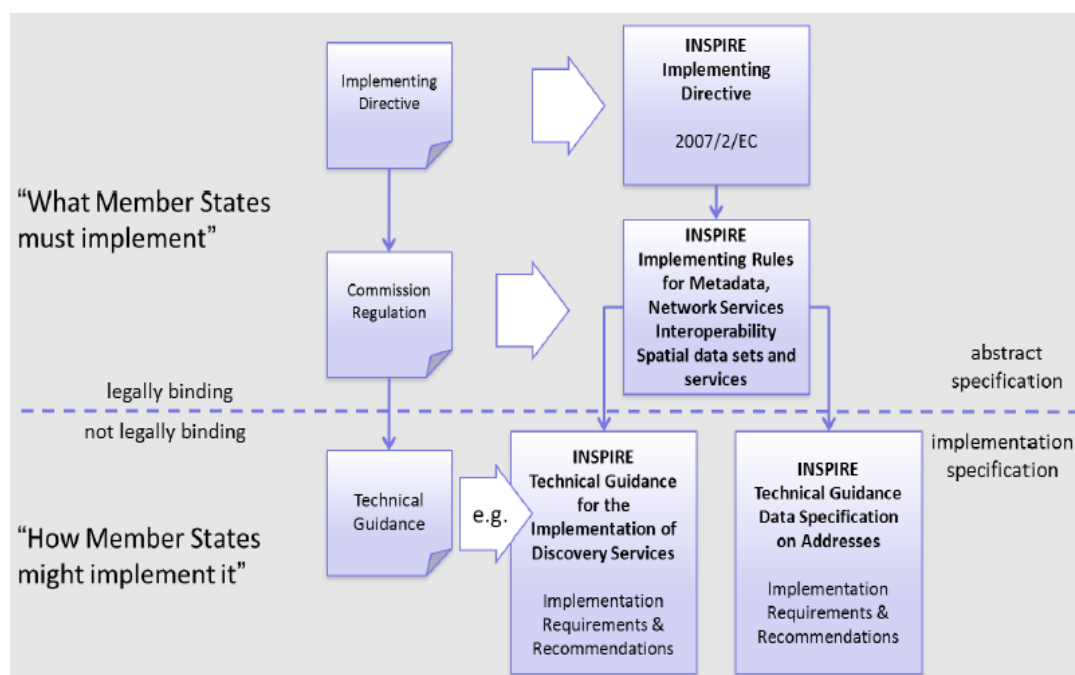 Implementing
Directive
INSPIRE
Implementing
Directive
2007/2/EC
“What Member States
must implement”
Commission
Regulation
INSPIRE
Implementing Rules
for Metadata,
Network Services
Interoperability
Spatial data sets and
services
abstract
specification
legally binding
not legally binding
implementation
specification
Technical
Guidance
e.g.
INSPIRE
Technical Guidance
for the
Implementation of
Discovery Services
Implementation
Requirements &
Recommendations
INSPIRE
Technical Guidance
Data Specification
on Addresses
Implementation
Requirements &
Recommendations
“How Member States
might implement it”